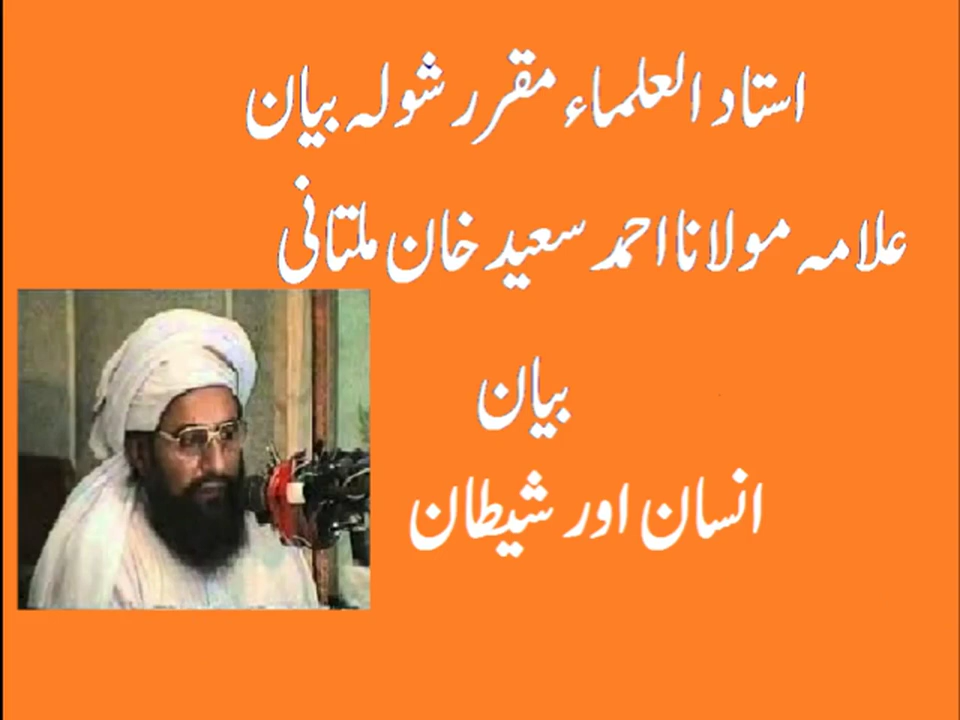 استاد العلماء مقرر شولہ بیان
علامہ مولانا احمد سعید خان ملتانی
بیان
انسان اور شیطان